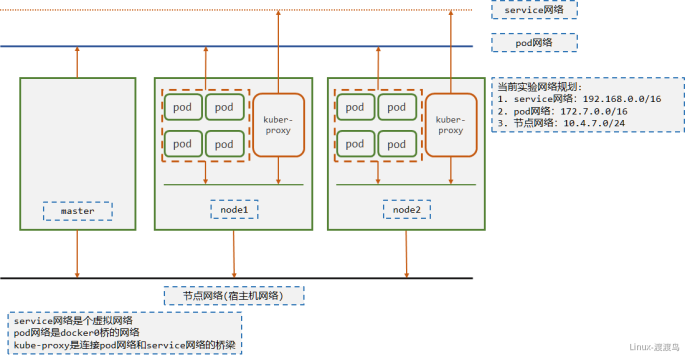 service网络
pod网络
当前实验网络规划:
1. service网络: 192.168.0.0/16
2. pod网络: 172.7.0.0/16
3. 节点网络: 10.4.7.0/24
pod pod
pod pod
kuber-
proxy
pod pod
pod pod
kuber-
proxy
master
node1
node2
节点网络(宿主机网络)
service网络是个虚拟网络
pod网络是docker0桥的网络
kube-proxy是连接pod网络和service网络的桥梁
Linux-渡渡鸟